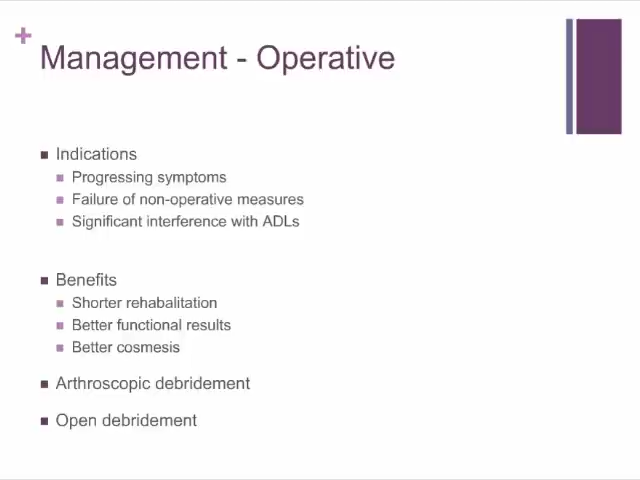 +
Management - Operative
Indications
Progressing symptoms
Failure of non-operative measures
Significant interference with ADLs
Benefits
Shorter rehabalitation
Better functional results
Better cosmesis
Arthroscopic debridement
Open debridement